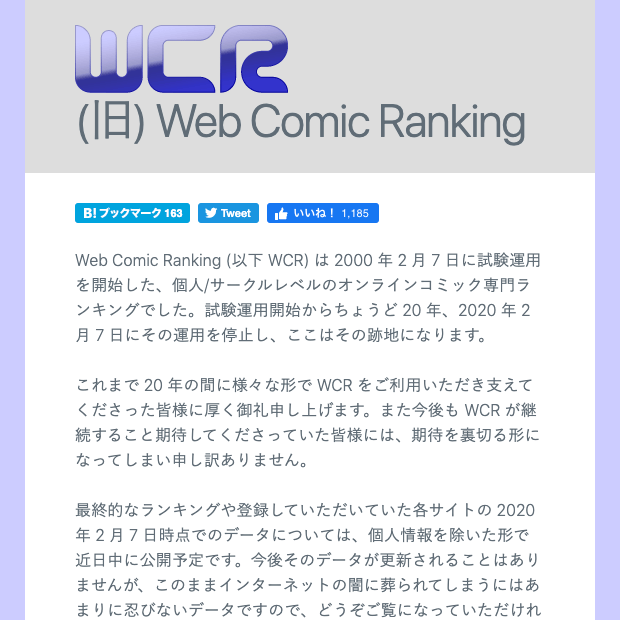 WCR
(旧) Web Comic Ranking
B! ブックマーク 163 Tweet いいね！ 1,185
Web Comic Ranking (以下 WCR) は 2000 年 2 月 7 日に試験運用
を開始した、個人/サークルレベルのオンラインコミック専門ラ
ンキングでした。試験運用開始からちょうど 20 年、2020 年 2
月 7 日にその運用を停止し、ここはその跡地になります。
これまで 20 年の間に様々な形で WCR をご利用いただき支えて
くださった皆様に厚く御礼申し上げます。また今後も WCR が継
続すること期待してくださっていた皆様には、期待を裏切る形に
なってしまい申し訳ありません。
最終的なランキングや登録していただいていた各サイトの 2020
年 2 月 7 日時点でのデータについては、個人情報を除いた形で
近日中に公開予定です。今後そのデータが更新されることはあり
ませんが、このままインターネットの闇に葬られてしまうにはあ
まりに忍びないデータですので、どうぞご覧になっていただけれ